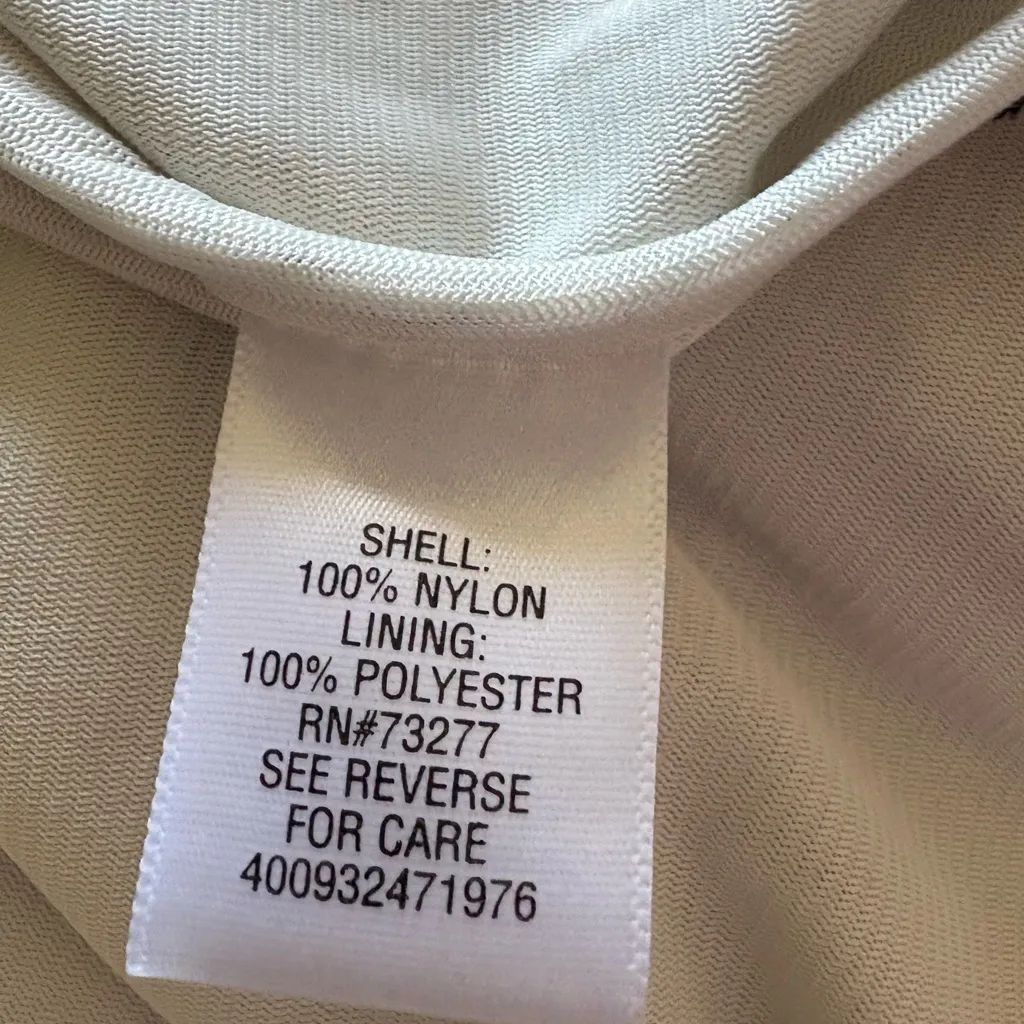 SHELL:
100% NYLON
LINING:
100% POLYESTER
RN#73277
SEE REVERSE
FOR CARE
400932471976